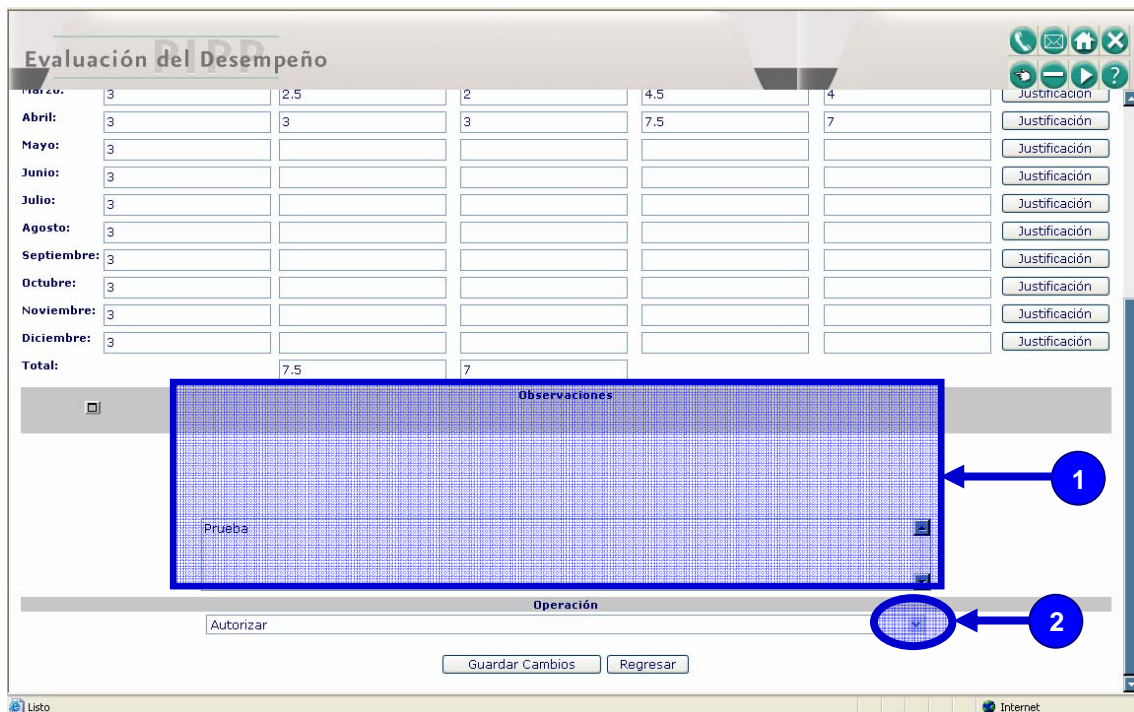 PIPP
Evaluación del Desempeño
?
Marzo: 3 2.5 2 4.5 4 Justificación
Abril: 3 3 3 7.5 7 Justificación
Mayo: 3 Justificación
Junio: 3 Justificación
Julio: 3 Justificación
Agosto: 3 Justificación
Septiembre: 3 Justificación
Octubre: 3 Justificación
Noviembre: 3 Justificación
Diciembre: 3 Justificación
Total: 7.5 7
Observaciones
1
Prueba
Operación
Autorizar
2
Guardar Cambios Regresar
Listo Internet